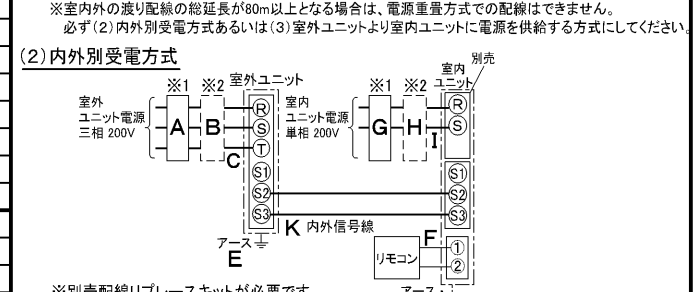 ※室内外の渡り配線の総延長が80m以上となる場合は、電源重畳方式での配線はできません。
必ず(2)内外別受電方式あるいは(3)室外ユニットより室内ユニットに電源を供給する方式にしてください。
(2)内外別受電方式
※1 ※2 室外ユニット
室外
ユニット電源
三相 200V
A B C
R
S
T
S1
S2
S3
アース
E
※1 ※2 室内
ユニット
別売
室内
ユニット電源
単相 200V
G H I
R
S
S1
S2
S3
K 内外信号線
リモコン
F
1
2
アース
※別売配線リプレースキットが必要です